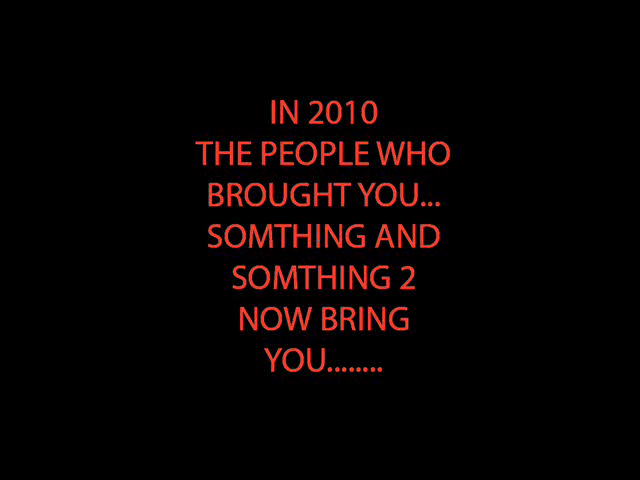 IN 2010
THE PEOPLE WHO
BROUGHT YOU...
SOMTHING AND
SOMTHING 2
NOW BRING
YOU........